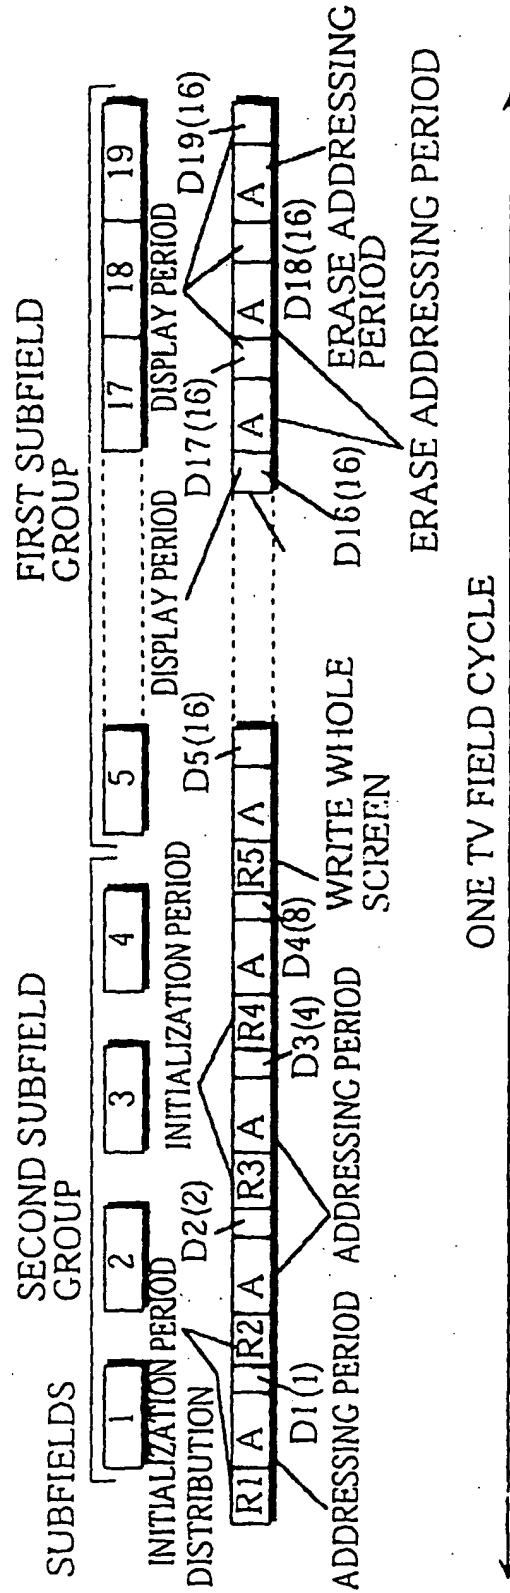 SUBFIELDS
SECOND SUBFIELD
GROUP
FIRST SUBFIELD
GROUP
1
2
3
4
5
17
18
19
INITIALIZATION PERIOD
DISTRIBUTION
INITIALIZATION PERIOD
D2(2)
D5(16)
DISPLAY PERIOD
D17(16)
DISPLAY PERIOD
D19(16)
R1 A R2 A R3 A R4 A R5 A A A A
D1(1)
D3(4)
D4(8)
D16(16)
D18(16)
ADDRESSING PERIOD
ADDRESSING PERIOD
WRITE WHOLE
SCREEN
ERASE ADDRESSING
PERIOD
ERASE ADDRESSING PERIOD
ONE TV FIELD CYCLE